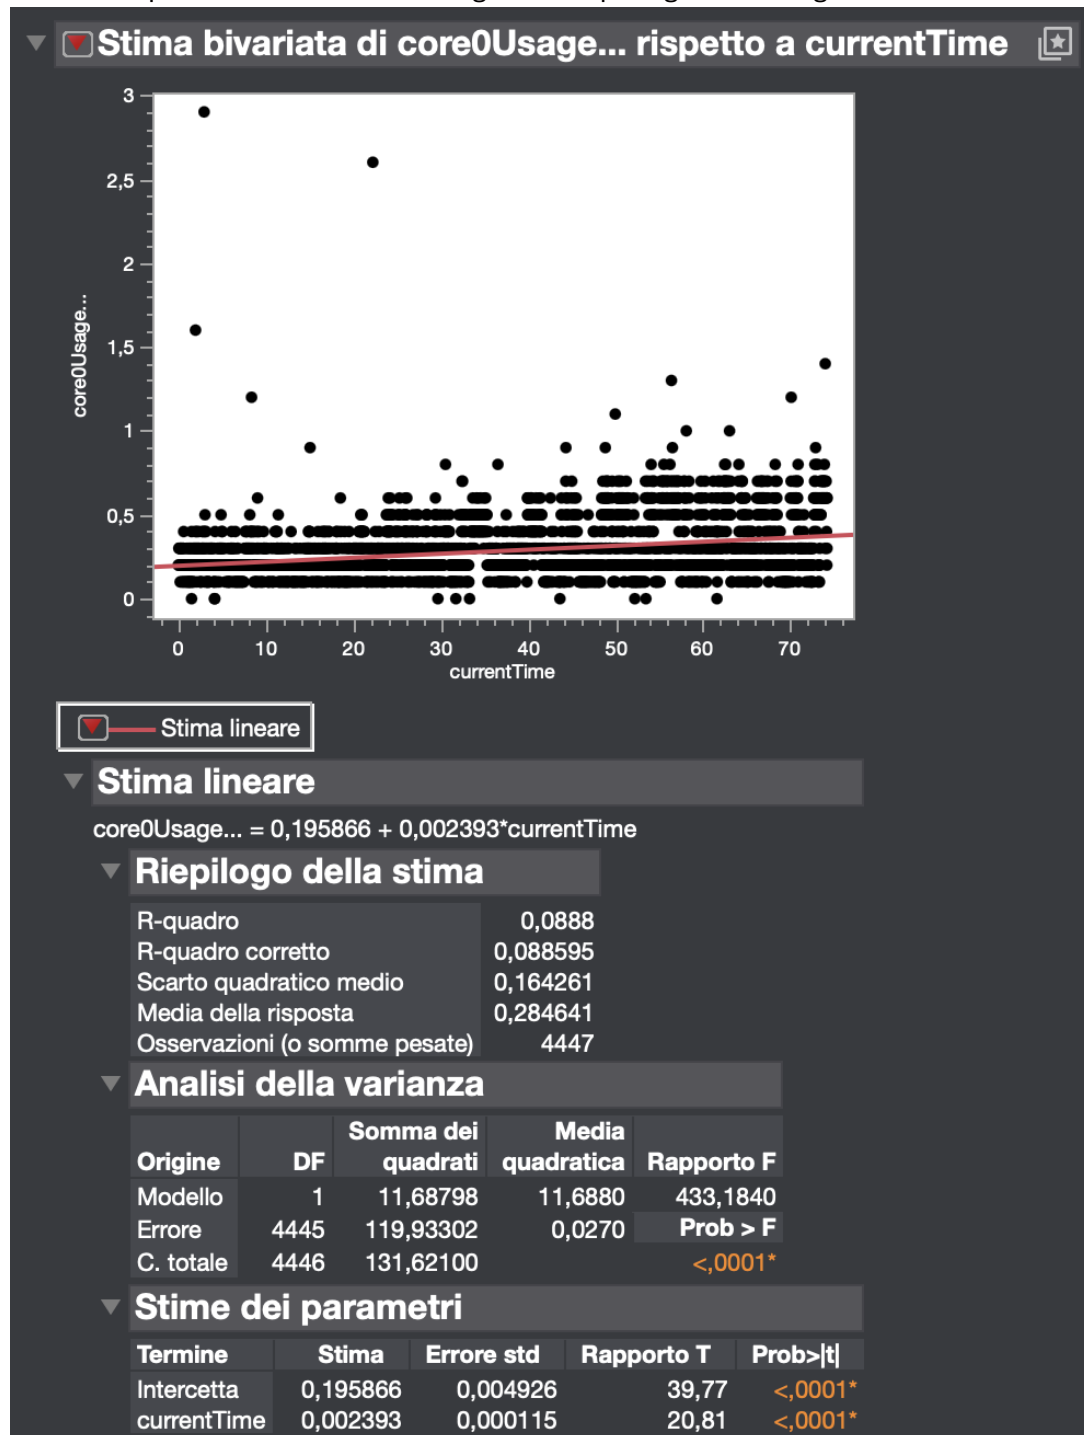 Stima bivariata di core0Usage... rispetto a currentTime
3
2,5
2
1,5
1
0,5
0
core0Usage...
0 10 20 30 40 50 60 70
currentTime
Stima lineare
Stima lineare
core0Usage... = 0,195866 + 0,002393*currentTime
Riepilogo della stima
R-quadro 0,0888
R-quadro corretto 0,088595
Scarto quadratico medio 0,164261
Media della risposta 0,284641
Osservazioni (o somme pesate) 4447
Analisi della varianza
Somma dei Media
Origine DF quadrati quadratica Rapporto F
Modello 1 11,68798 11,6880 433,1840
Errore 4445 119,93302 0,0270 Prob > F
C. totale 4446 131,62100 <,0001*
Stime dei parametri
Termine Stima Errore std Rapporto T Prob>|t|
Intercetta 0,195866 0,004926 39,77 <,0001*
currentTime 0,002393 0,000115 20,81 <,0001*